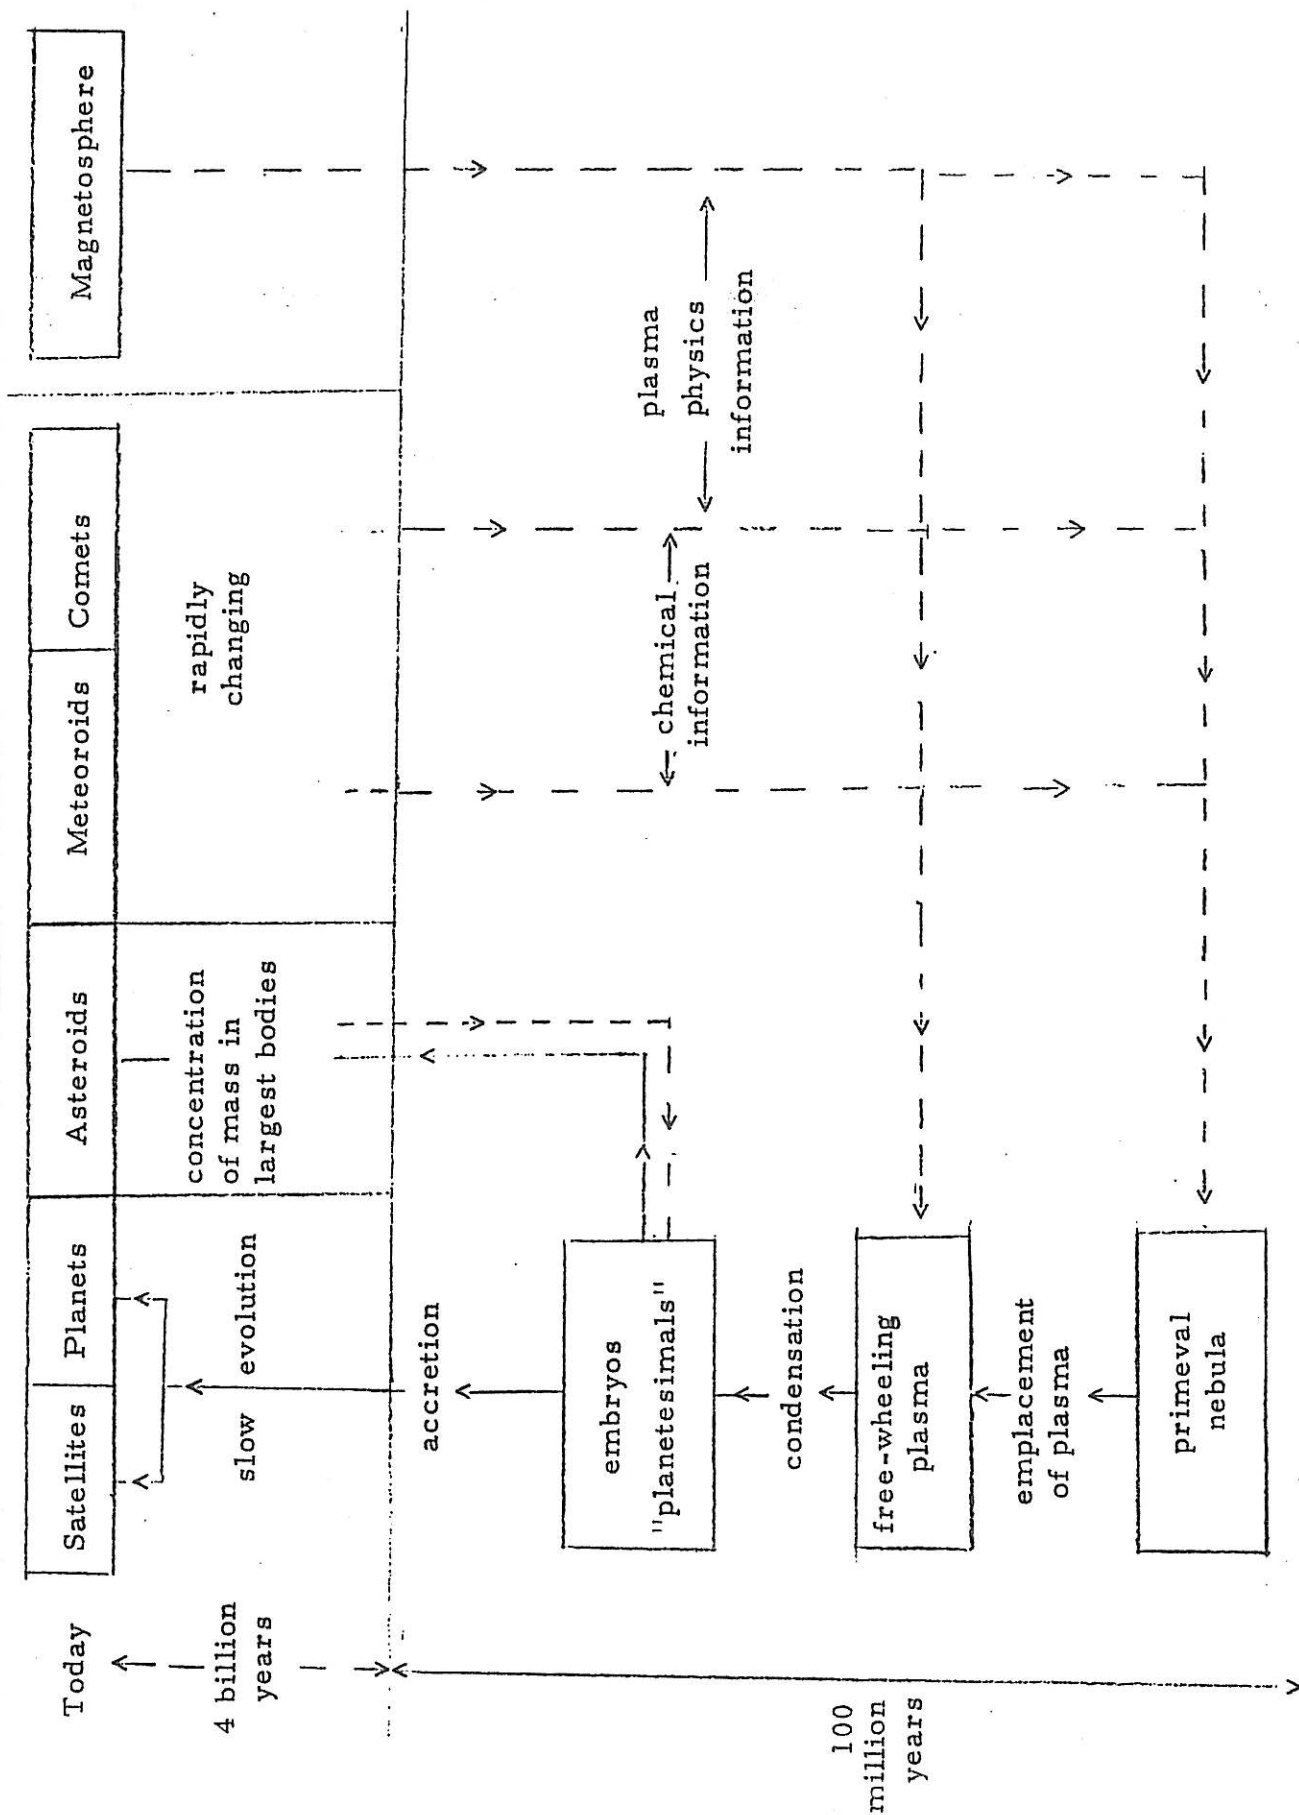 Today
Satellites
Planets
Asteroids
Meteoroids
Comets
Magnetosphere
4 billion
years
slow evolution
concentration
of mass in
largest bodies
rapidly
changing
accretion
embryos
"planetesimals"
chemical
information
plasma
physics
information
condensation
100
million
years
free-wheeling
plasma
emplacement
of plasma
primeval
nebula